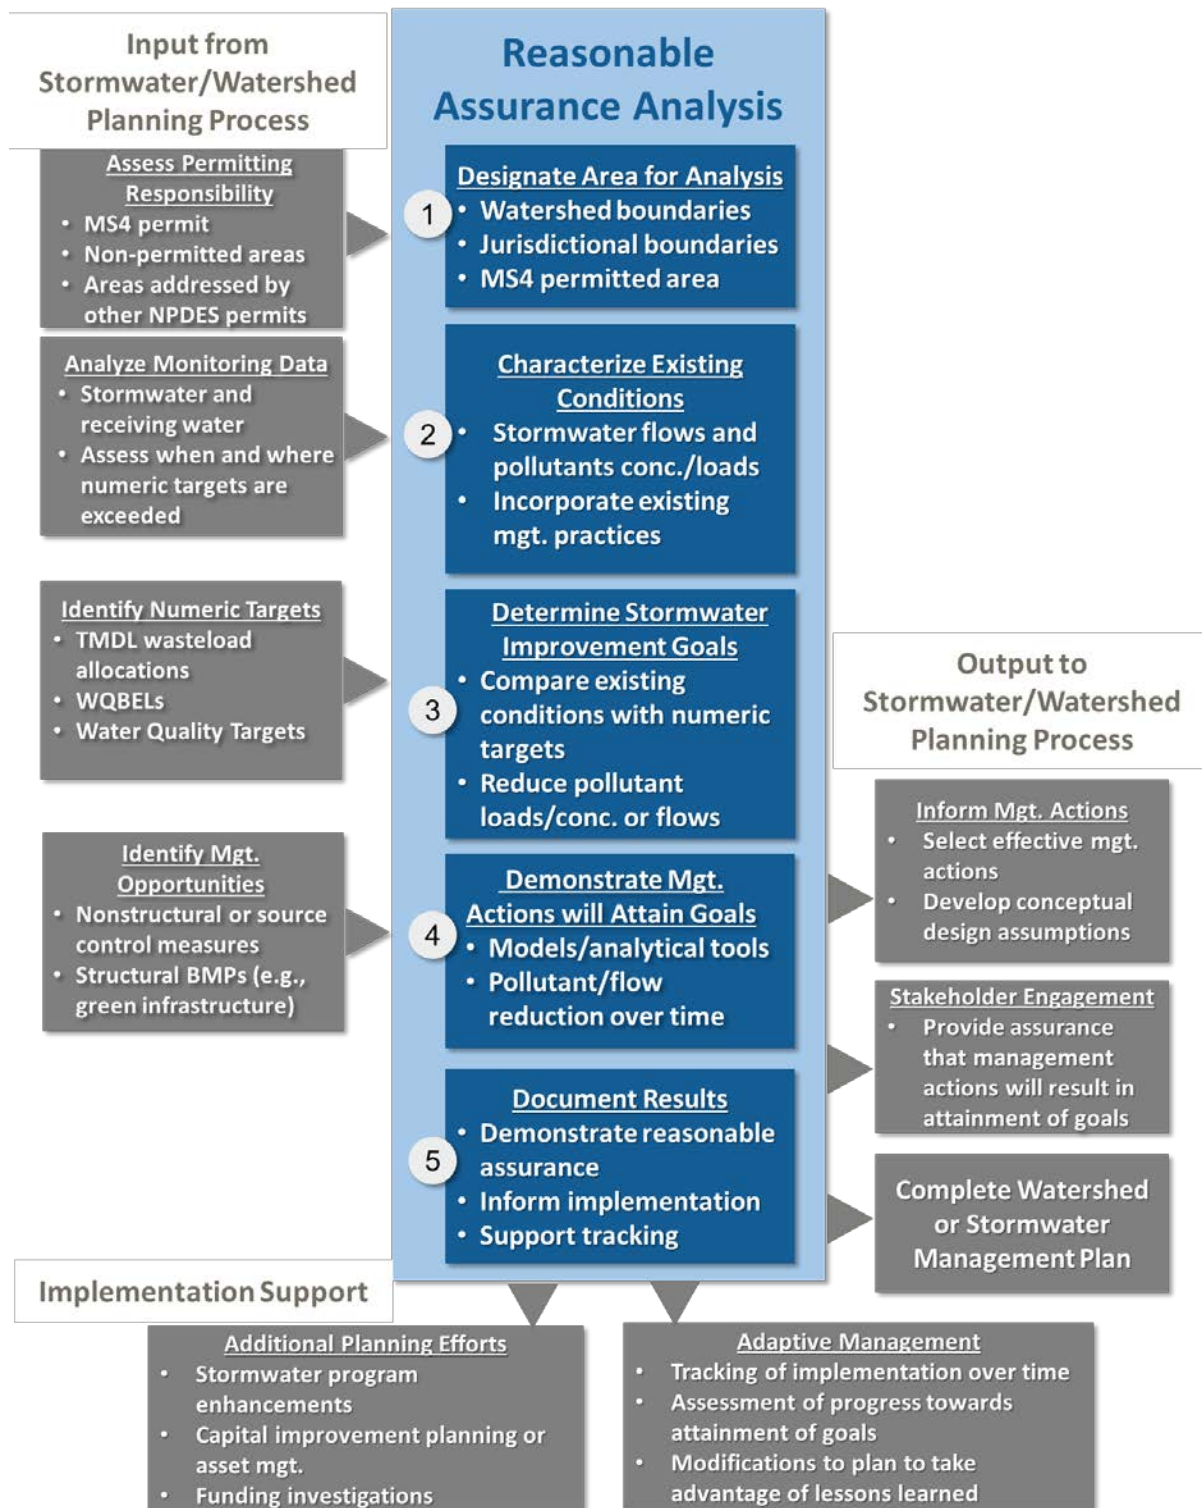 Input from
Stormwater/Watershed
Planning Process
Assess Permitting
Responsibility
• MS4 permit
• Non-permitted areas
• Areas addressed by
other NPDES permits
Analyze Monitoring Data
• Stormwater and
receiving water
• Assess when and where
numeric targets are
exceeded
Identify Numeric Targets
• TMDL wasteload
allocations
• WQBELs
• Water Quality Targets
Identify Mgt.
Opportunities
• Nonstructural or source
control measures
• Structural BMPs (e.g.,
green infrastructure)
Reasonable
Assurance Analysis
1
Designate Area for Analysis
• Watershed boundaries
• Jurisdictional boundaries
• MS4 permitted area
2
Characterize Existing
Conditions
• Stormwater flows and
pollutants conc./loads
• Incorporate existing
mgt. practices
3
Determine Stormwater
Improvement Goals
• Compare existing
conditions with numeric
targets
• Reduce pollutant
loads/conc. or flows
4
Demonstrate Mgt.
Actions will Attain Goals
• Models/analytical tools
• Pollutant/flow
reduction over time
5
Document Results
• Demonstrate reasonable
assurance
• Inform implementation
• Support tracking
Output to
Stormwater/Watershed
Planning Process
Inform Mgt. Actions
• Select effective mgt.
actions
• Develop conceptual
design assumptions
Stakeholder Engagement
• Provide assurance
that management
actions will result in
attainment of goals
Complete Watershed
or Stormwater
Management Plan
Implementation Support
Additional Planning Efforts
• Stormwater program
enhancements
• Capital improvement planning or
asset mgt.
• Funding investigations
Adaptive Management
• Tracking of implementation over time
• Assessment of progress towards
attainment of goals
• Modifications to plan to take
advantage of lessons learned